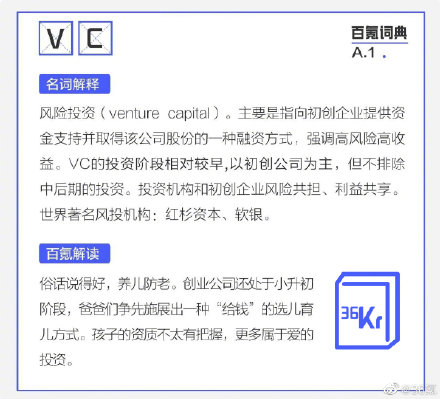 VC
百氪词典
A.1.
名词解释
风险投资（venture capital）。主要是指向初创企业提供资
金支持并取得该公司股份的一种融资方式，强调高风险高收
益。VC的投资阶段相对较早,以初创公司为主，但不排除
中后期的投资。投资机构和初创企业风险共担、利益共享。
世界著名风投机构：红杉资本、软银。
百氪解读
俗话说得好，养儿防老。创业公司还处于小升初
阶段，爸爸们争先施展出一种“给钱”的选儿育
儿方式。孩子的资质不太有把握，更多属于爱的
投资。
36Kr
@36氪